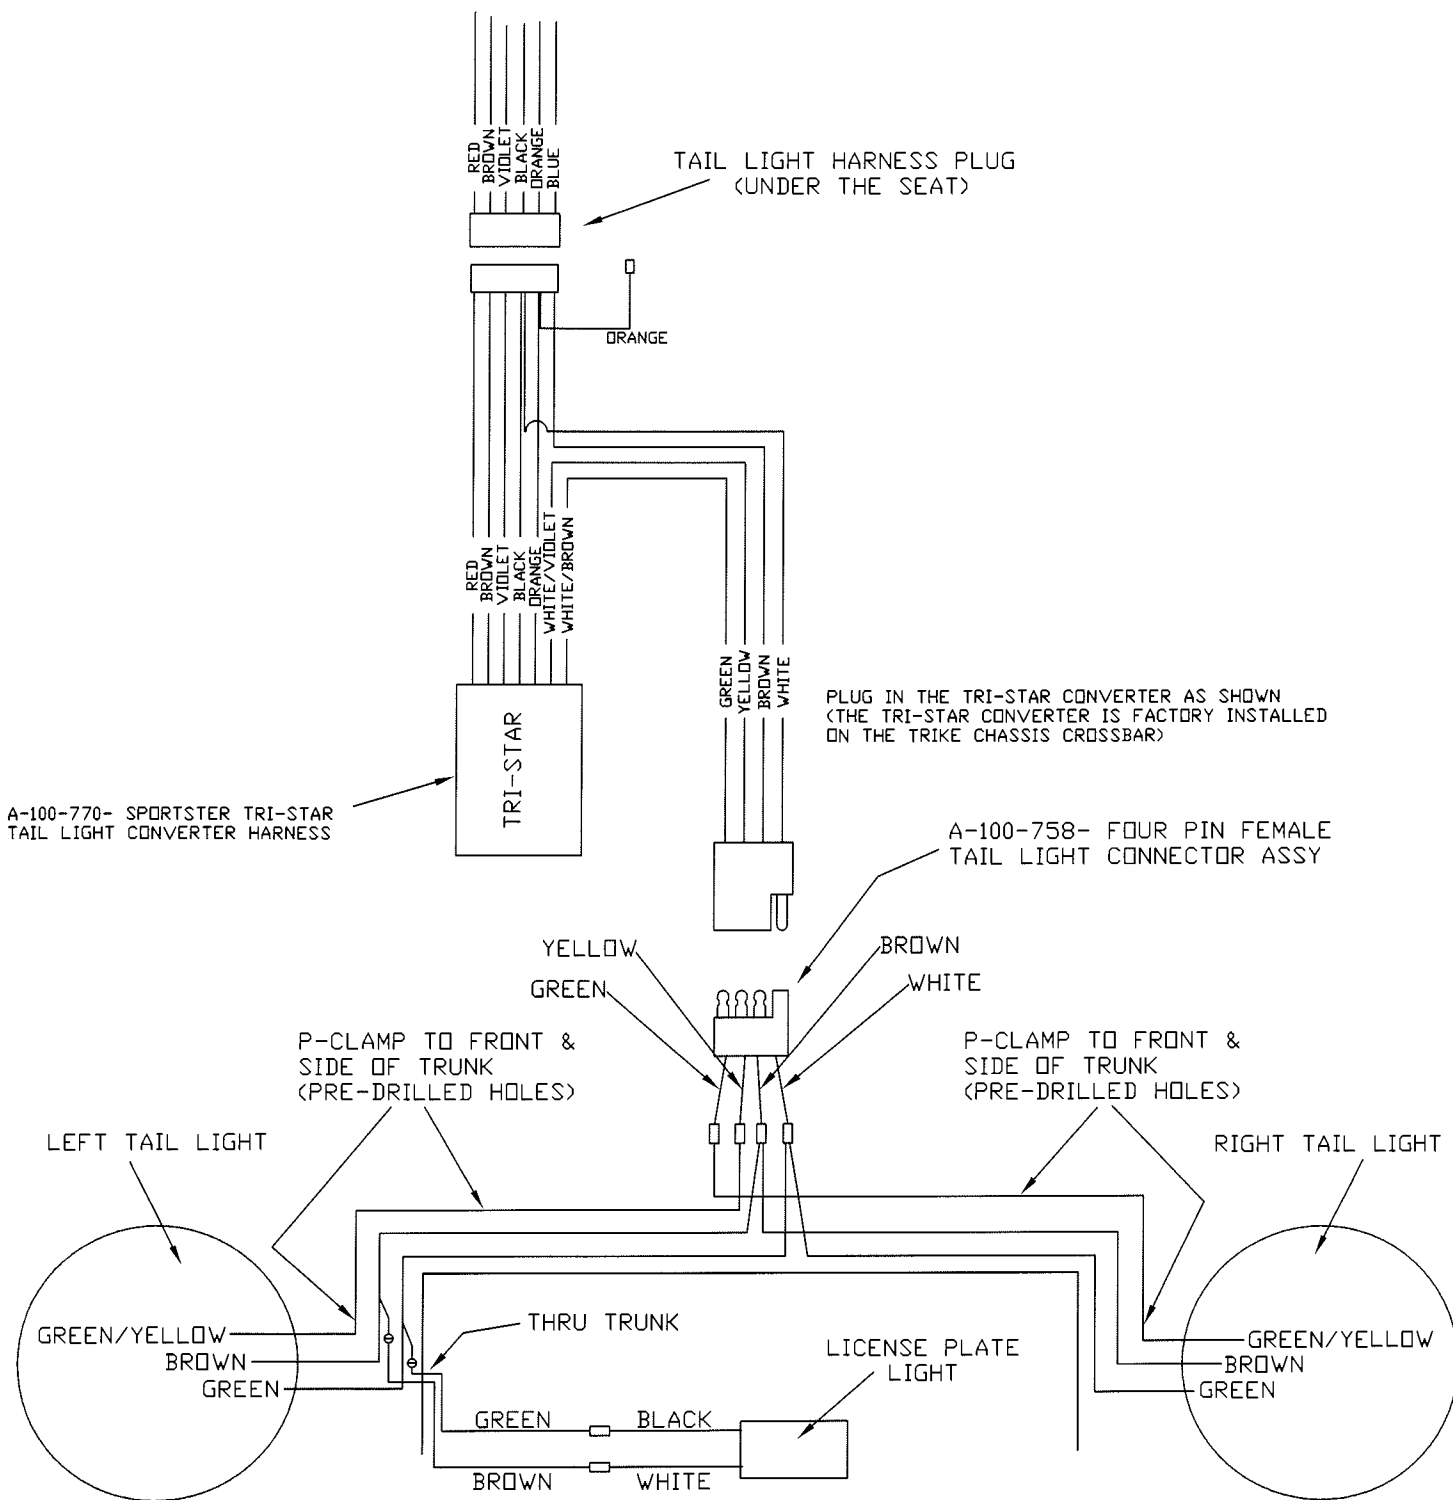 RED
BROWN
VIOLET
BLACK
ORANGE
BLUE
TAIL LIGHT HARNESS PLUG
(UNDER THE SEAT)
ORANGE
RED
BROWN
VIOLET
BLACK
ORANGE
WHITE/VIOLET
WHITE/BROWN
GREEN
YELLOW
BROWN
WHITE
PLUG IN THE TRI-STAR CONVERTER AS SHOWN
(THE TRI-STAR CONVERTER IS FACTORY INSTALLED
ON THE TRIKE CHASSIS CROSSBAR)
TRI-STAR
A-100-770- SPORTSTER TRI-STAR
TAIL LIGHT CONVERTER HARNESS
A-100-758- FOUR PIN FEMALE
TAIL LIGHT CONNECTOR ASSY
YELLOW
BROWN
GREEN
WHITE
P-CLAMP TO FRONT &
SIDE OF TRUNK
(PRE-DRILLED HOLES)
P-CLAMP TO FRONT &
SIDE OF TRUNK
(PRE-DRILLED HOLES)
LEFT TAIL LIGHT
RIGHT TAIL LIGHT
GREEN/YELLOW
BROWN
GREEN
THRU TRUNK
LICENSE PLATE
LIGHT
GREEN/YELLOW
BROWN
GREEN
GREEN
BLACK
BROWN
WHITE